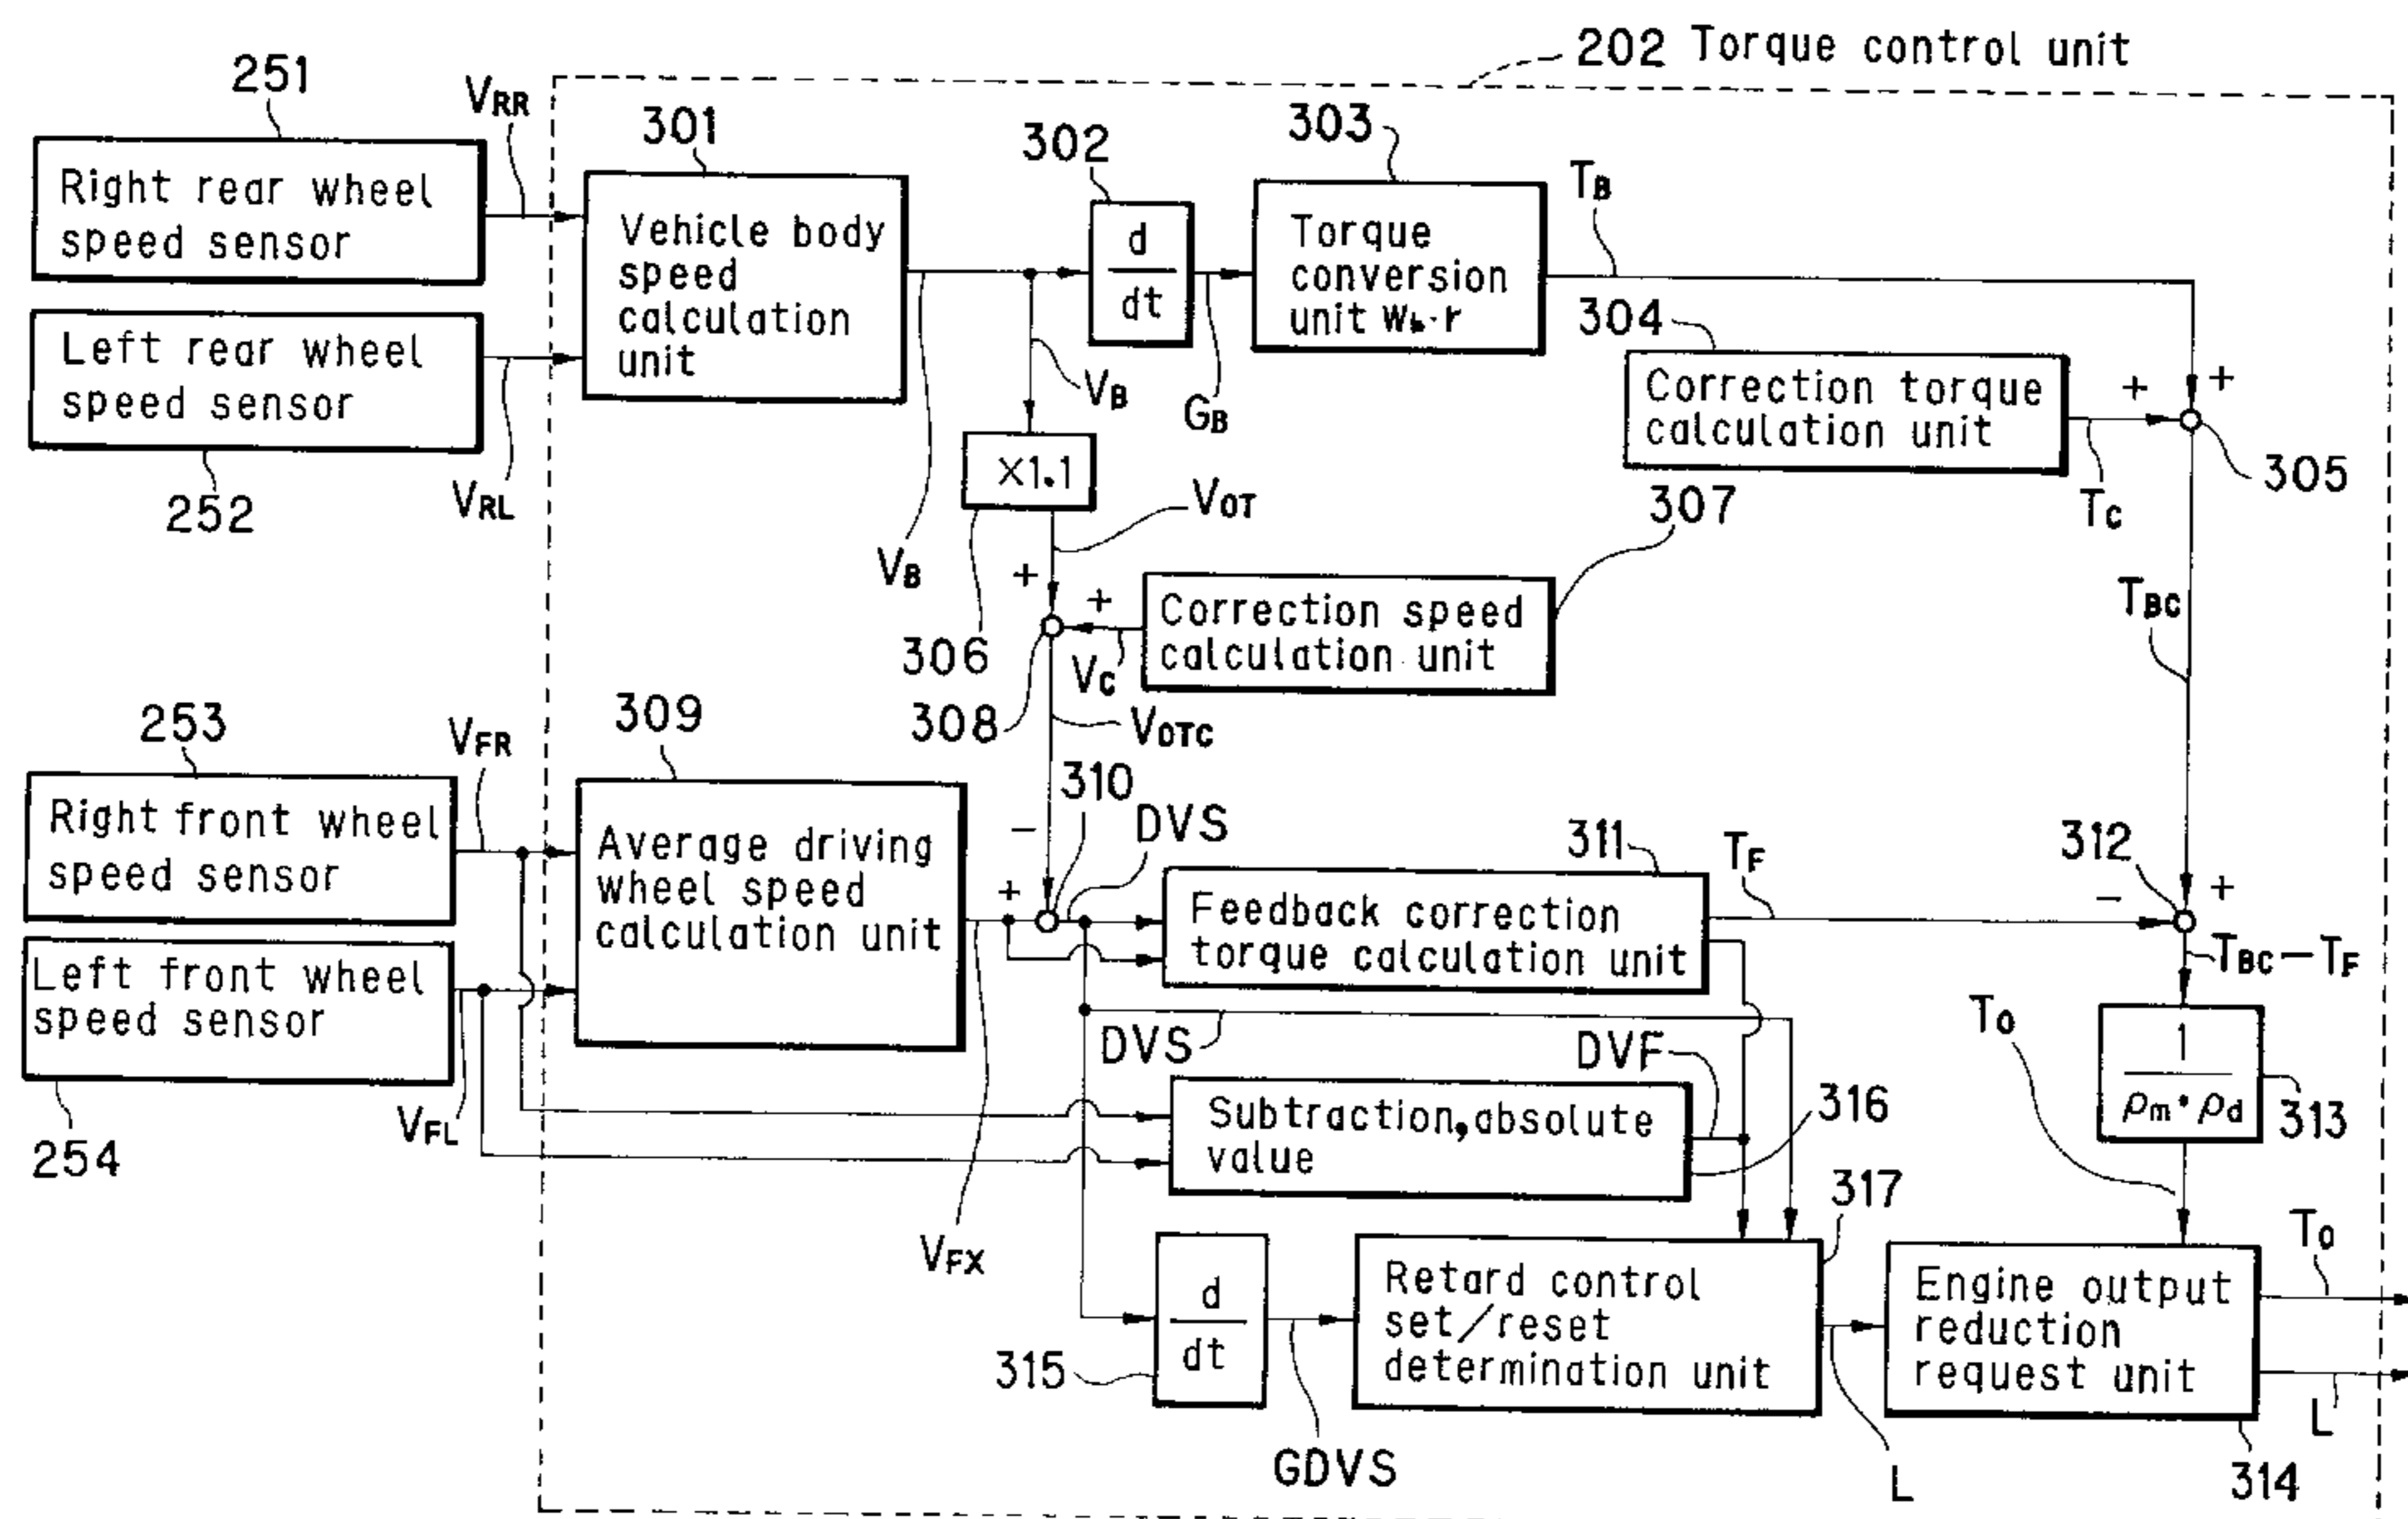 202 Torque control unit
251
VRR
301
302
303
TB
Right rear wheel
speed sensor
Vehicle body
speed
calculation
unit
d
dt
Torque
conversion
unit Wb·r
304
Left rear wheel
speed sensor
VB
GB
Correction torque
calculation unit
+
+
305
252
VRL
×1.1
VOT
307
TC
VB
+
+
Correction speed
calculation unit
TBC
306
VC
308
VOTC
253
VFR
309
310
DVS
311
TF
312
Right front wheel
speed sensor
Average driving
wheel speed
calculation unit
−
+
Feedback correction
torque calculation unit
−
+
TBC−TF
Left front wheel
speed sensor
DVS
DVF
TO
1
ρm·ρd
313
254
VFL
Subtraction, absolute
value
316
317
VFX
TO
d
dt
Retard control
set/reset
determination unit
Engine output
reduction
request unit
315
GDVS
L
L
314